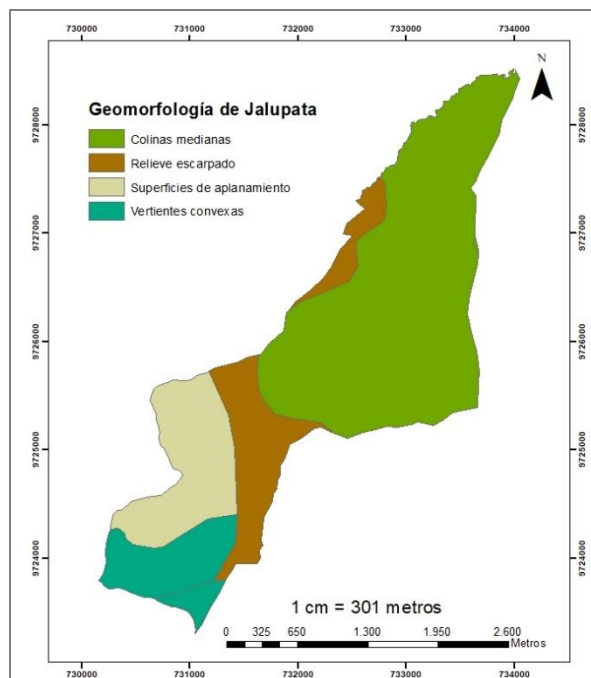 730000 731000 732000 733000 734000
N
Geomorfología de Jalupata
Colinas medianas
Relieve escarpado
Superficies de aplanamiento
Vertientes convexas
9728000 9728000
9727000 9727000
9726000 9726000
9725000 9725000
9724000 9724000
1 cm = 301 metros
0 325 650 1.300 1.950 2.600
Metros
730000 731000 732000 733000 734000